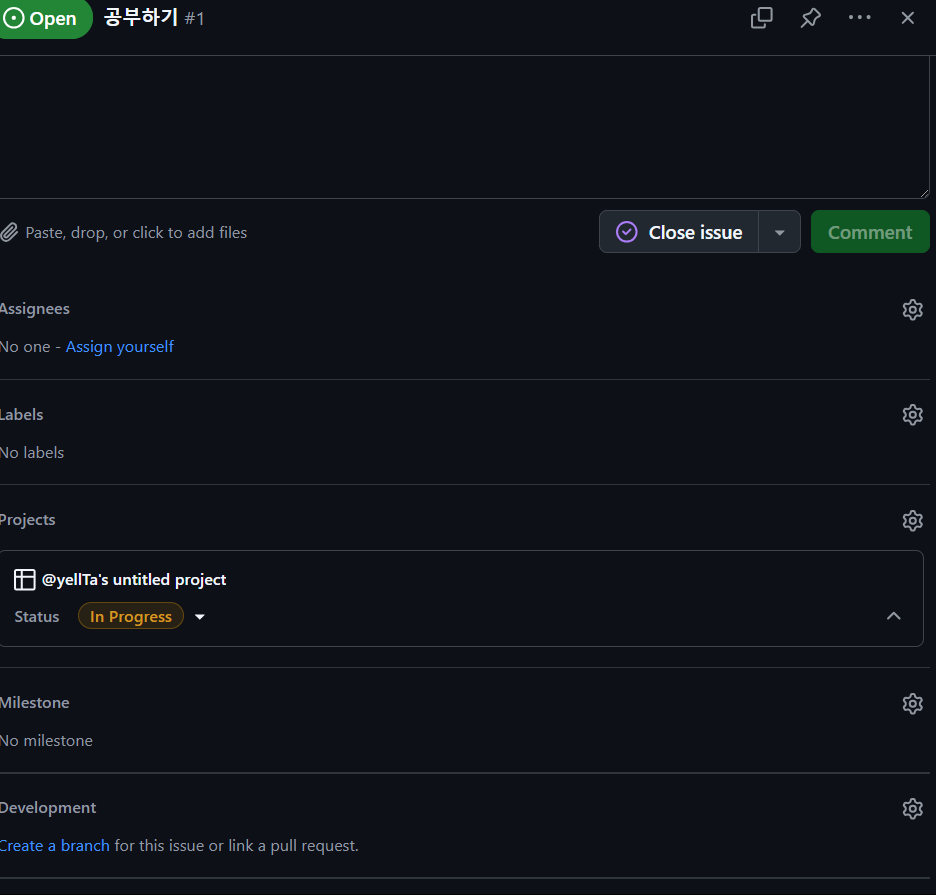 Open 공부하기 #1
Paste, drop, or click to add files
Close issue
Comment
Assignees
No one - Assign yourself
Labels
No labels
Projects
@yellTa's untitled project
Status In Progress
Milestone
No milestone
Development
Create a branch for this issue or link a pull request.